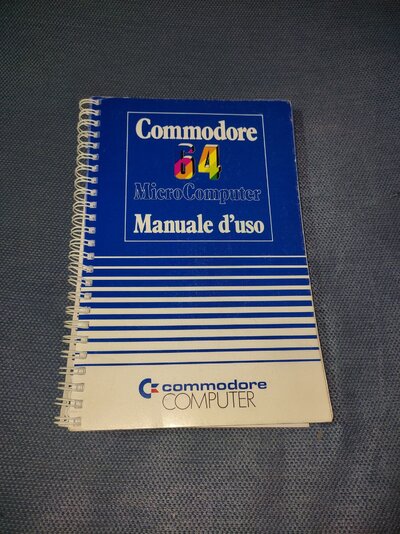 Commodore
64
MicroComputer
Manuale d'uso
commodore
COMPUTER